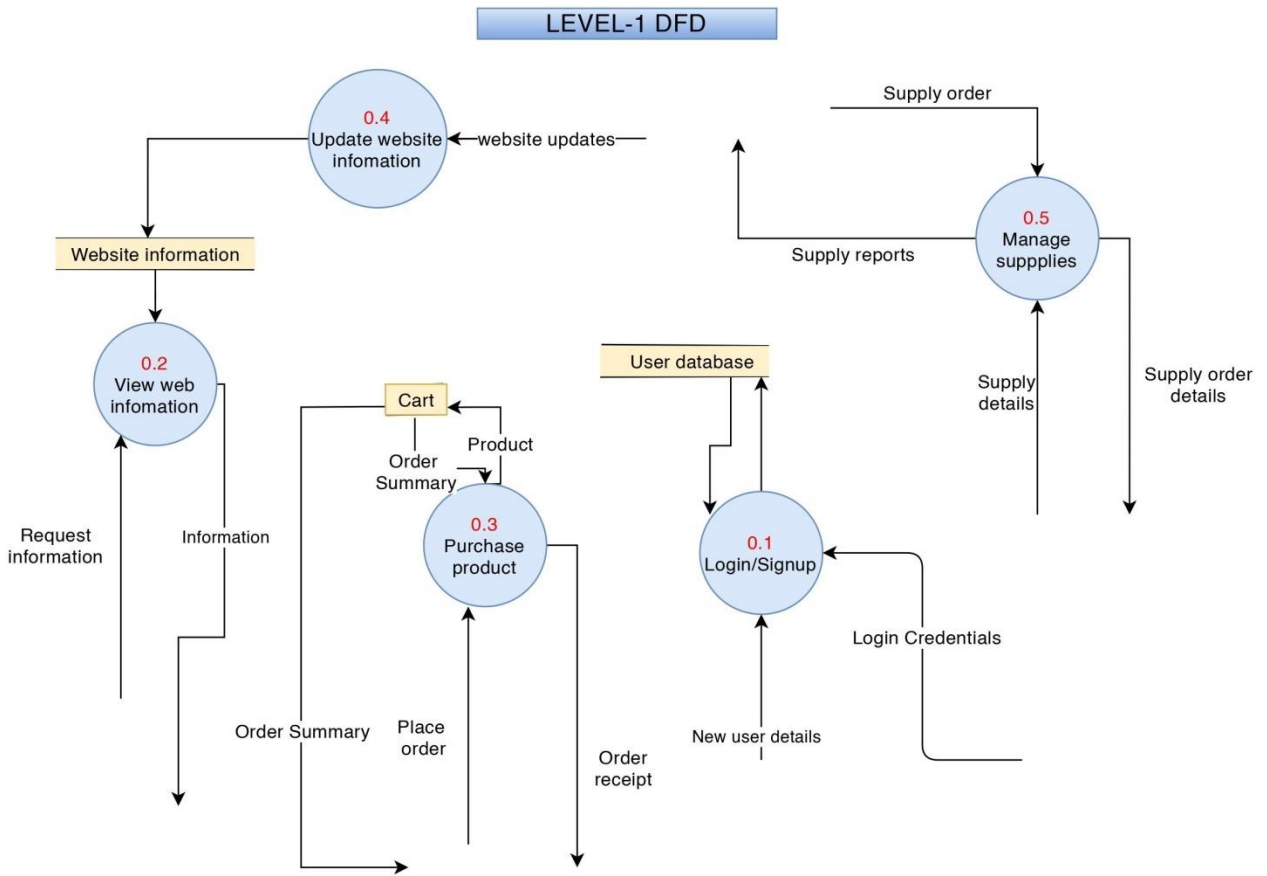 LEVEL-1 DFD
Supply order
0.4
Update website
infomation
website updates
0.5
Manage
suppplies
Website information
Supply reports
0.2
View web
infomation
User database
Supply
details
Supply order
details
Cart
Product
Order
Summary
0.3
Purchase
product
0.1
Login/Signup
Request
information
Information
Login Credentials
Order Summary
Place
order
New user details
Order
receipt